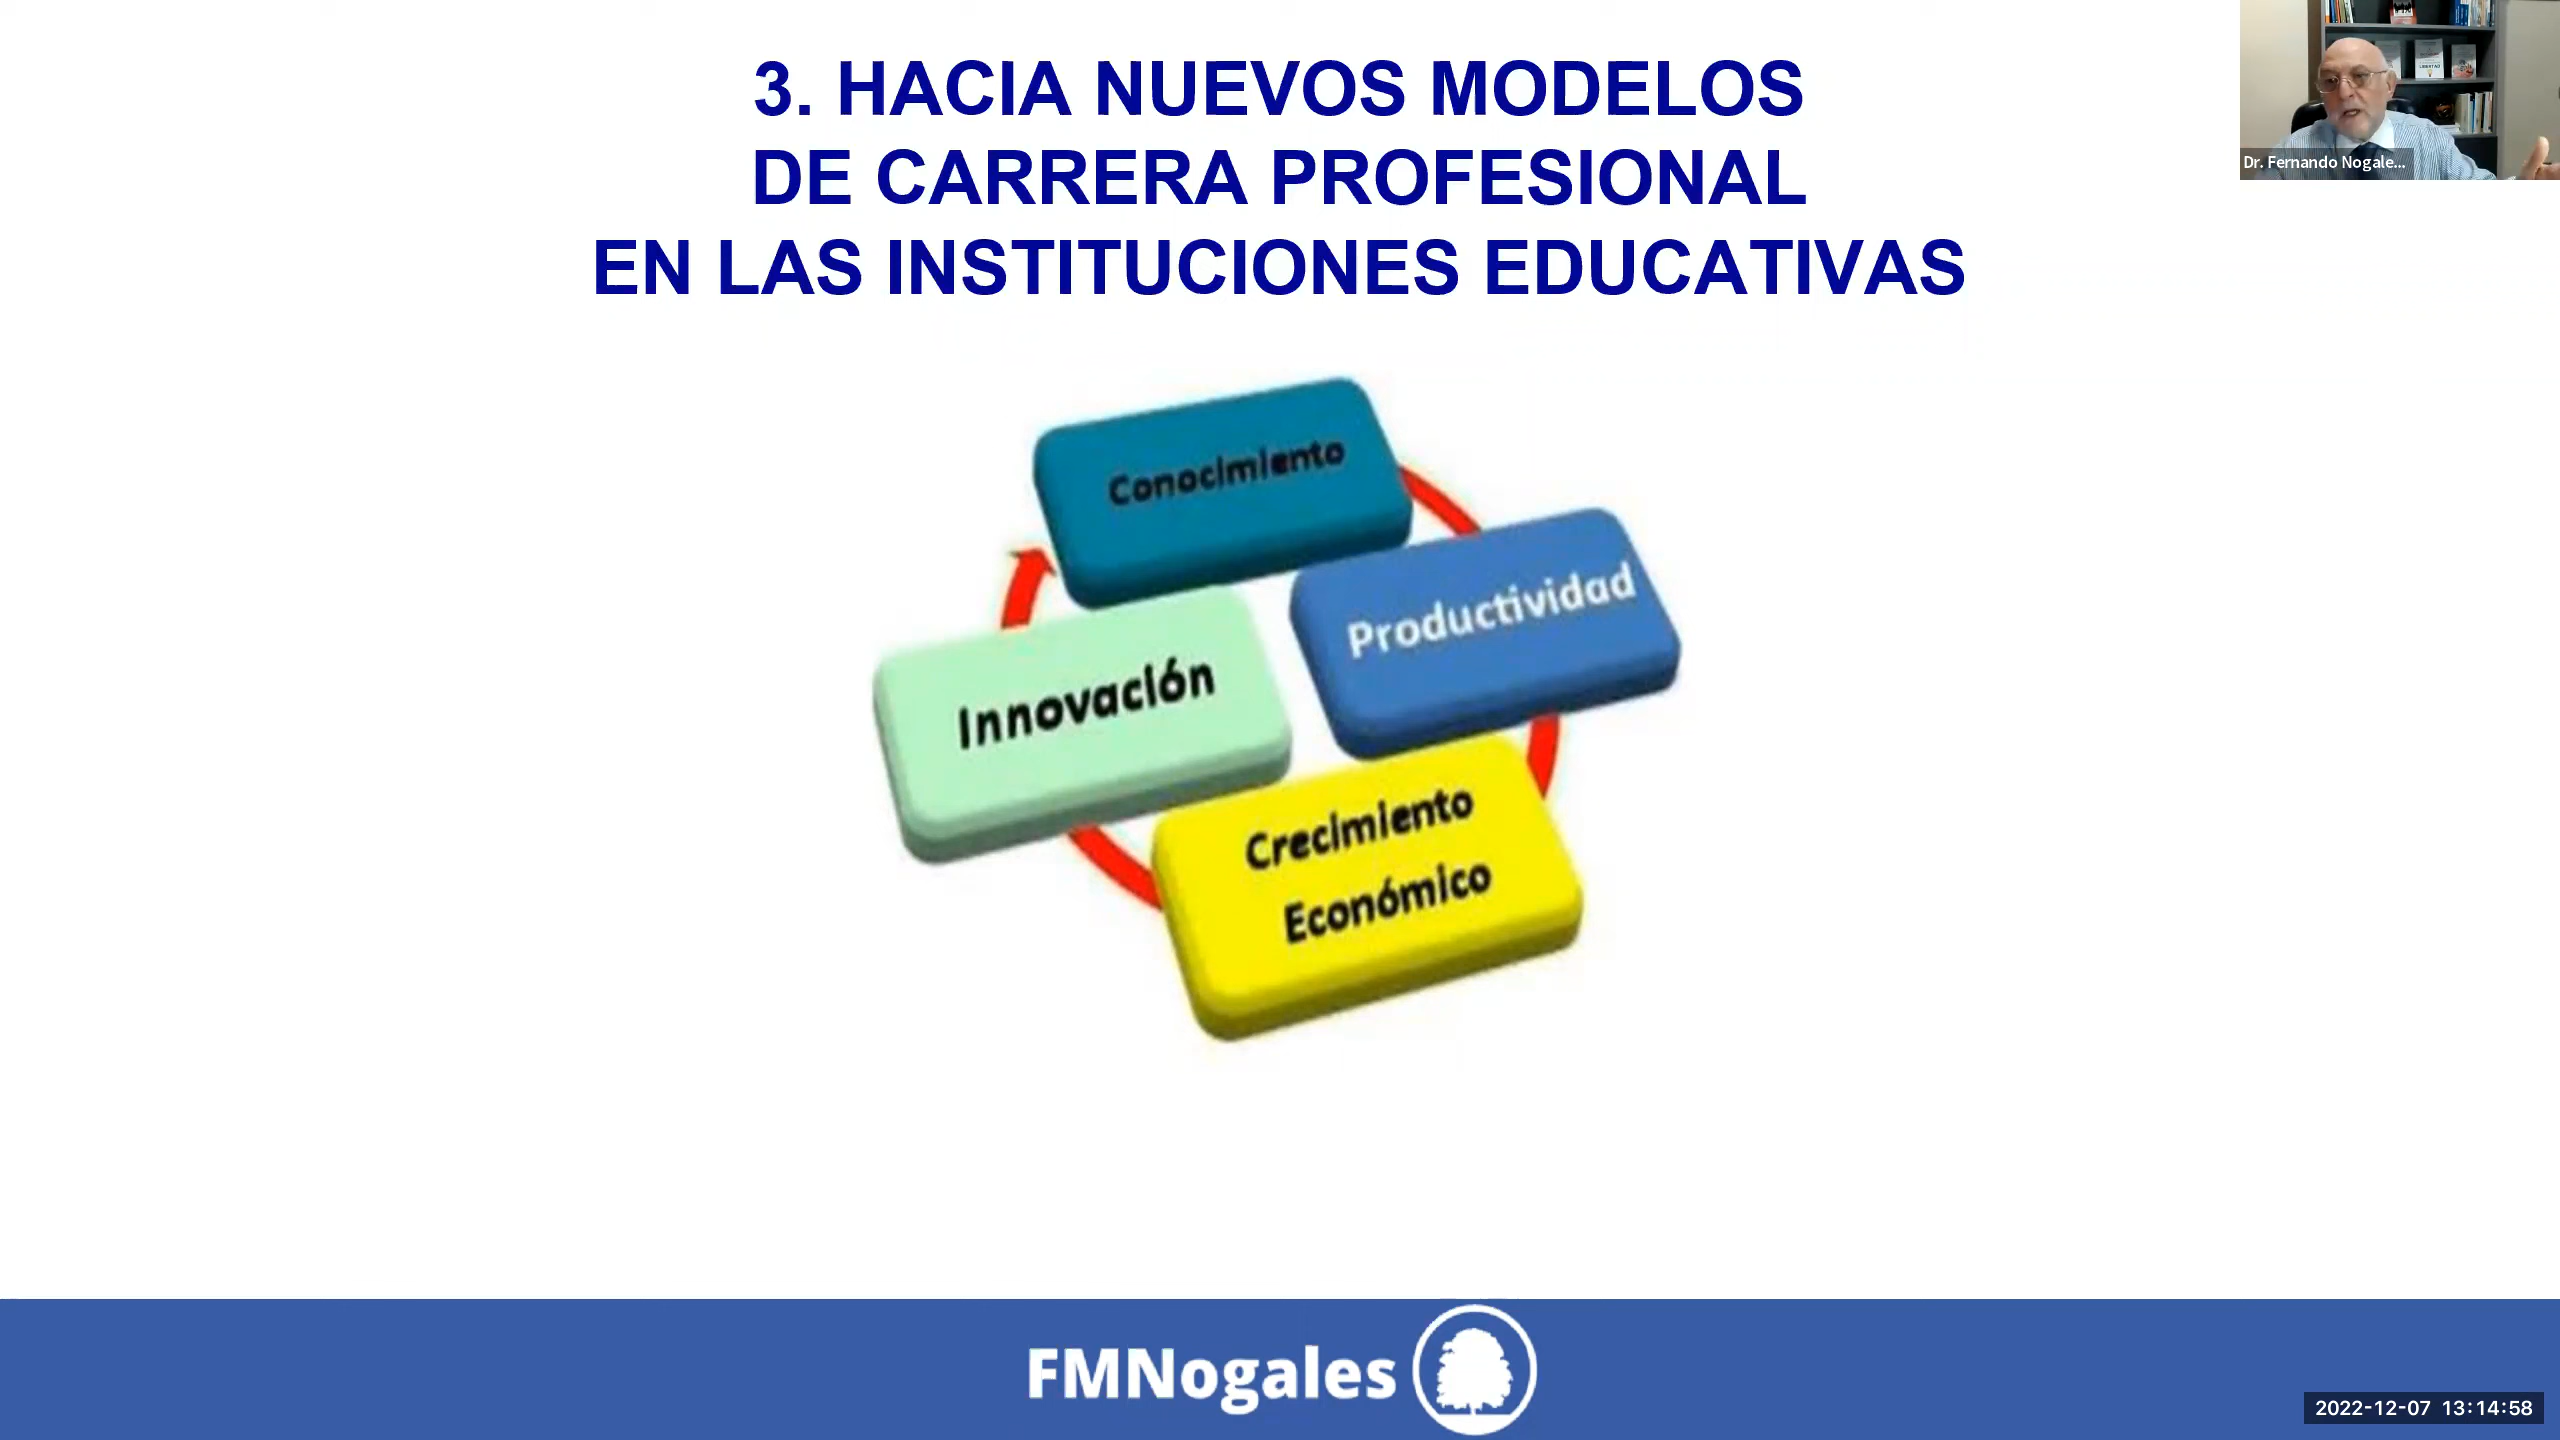 3. HACIA NUEVOS MODELOS
DE CARRERA PROFESIONAL
EN LAS INSTITUCIONES EDUCATIVAS
Dr. Fernando Nogale...
Conocimiento
Productividad
Innovación
Crecimiento
Económico
FMNogales
2022-12-07 13:14:58